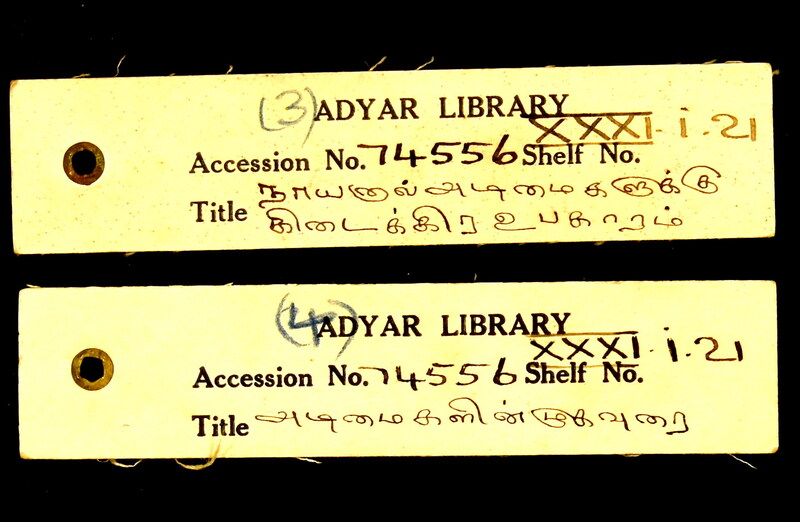 (3) ADYAR LIBRARY
XXXI. i. 21
Accession No. 74556 Shelf No.
Title நாயனால் அடிமைகளுக்கு
கிடைக்கிற உபகாரம்
(4) ADYAR LIBRARY
XXXI. i. 21
Accession No. 74556 Shelf No.
Title அடிமைகளின் முகவுரை